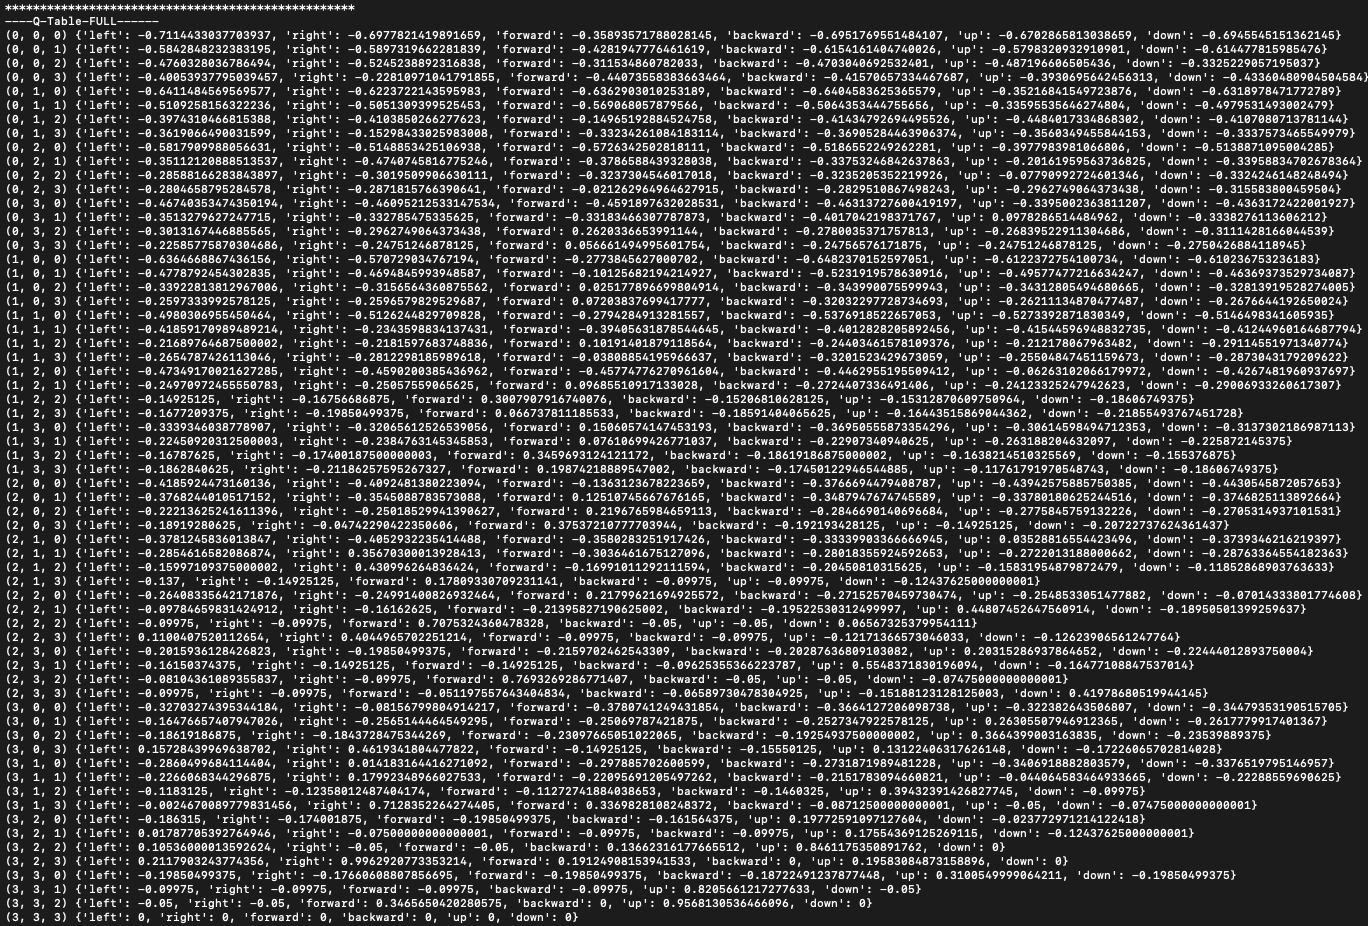 **************************************************
----Q-Table-FULL------
(0, 0, 0) {'left': -0.7114433037703937, 'right': -0.6977821419891659, 'forward': -0.35893571788028145, 'backward': -0.6951769551484107, 'up': -0.6702865813038659, 'down': -0.6945545151362145}
(0, 0, 1) {'left': -0.5842848232383195, 'right': -0.5897319662281839, 'forward': -0.4281947776461619, 'backward': -0.6154161404740026, 'up': -0.5798320932910901, 'down': -0.614477815985476}
(0, 0, 2) {'left': -0.4760328036786494, 'right': -0.5245238892316838, 'forward': -0.311534860782033, 'backward': -0.4703040692532401, 'up': -0.487196606505436, 'down': -0.3325229057195037}
(0, 0, 3) {'left': -0.40053937795039457, 'right': -0.22810971041791855, 'forward': -0.44073558383663464, 'backward': -0.41570657334467687, 'up': -0.3930695642456313, 'down': -0.43360480904504584}
(0, 1, 0) {'left': -0.6411484569569577, 'right': -0.6223722143595983, 'forward': -0.6362903010253189, 'backward': -0.6404583625365579, 'up': -0.35216841549723876, 'down': -0.6318978471772789}
(0, 1, 1) {'left': -0.5109258156322236, 'right': -0.5051309399525453, 'forward': -0.569068057879566, 'backward': -0.5064353444755656, 'up': -0.33595535646274804, 'down': -0.4979531493002479}
(0, 1, 2) {'left': -0.3974310466815388, 'right': -0.4103850266277623, 'forward': -0.14965192884524758, 'backward': -0.41434792694495526, 'up': -0.4484017334868302, 'down': -0.4107080713781144}
(0, 1, 3) {'left': -0.3619066490031599, 'right': -0.15298433025983008, 'forward': -0.33234261084183114, 'backward': -0.36905284463906374, 'up': -0.3560349455844153, 'down': -0.33375734655499​79}
(0, 2, 0) {'left': -0.5817909988056631, 'right': -0.5148853425106938, 'forward': -0.5726342502818111, 'backward': -0.5186552249262281, 'up': -0.3977983981066806, 'down': -0.5138871095004285}
(0, 2, 1) {'left': -0.35112120888513537, 'right': -0.4740745816775246, 'forward': -0.3786588439328038, 'backward': -0.33753246842637863, 'up': -0.20161959563736825, 'down': -0.33958834702678364}
(0, 2, 2) {'left': -0.28588166283843897, 'right': -0.3019509906630111, 'forward': -0.3237304546017018, 'backward': -0.3235205352219926, 'up': -0.07790992724601346, 'down': -0.3324246148248494}
(0, 2, 3) {'left': -0.2804658795284578, 'right': -0.2871815766390641, 'forward': -0.021262964964627915, 'backward': -0.2829510867498243, 'up': -0.2962749064373438, 'down': -0.315583800459504}
(0, 3, 0) {'left': -0.46740353474350194, 'right': -0.46095212533147534, 'forward': -0.4591897632028531, 'backward': -0.46313727600419197, 'up': -0.3395002363811207, 'down': -0.4363172422001927}
(0, 3, 1) {'left': -0.3513279627247715, 'right': -0.332785475335625, 'forward': -0.33183466307787873, 'backward': -0.4017042198371767, 'up': 0.0978286514484962, 'down': -0.3338276113606212}
(0, 3, 2) {'left': -0.3013167446885565, 'right': -0.2962749064373438, 'forward': 0.2620336653991144, 'backward': -0.2780035371757813, 'up': -0.26839522911304686, 'down': -0.3111428166044539}
(0, 3, 3) {'left': -0.22585775870304686, 'right': -0.24751246878125, 'forward': 0.056661494995601754, 'backward': -0.24756576171875, 'up': -0.24751246878125, 'down': -0.2750426884118945}
(1, 0, 0) {'left': -0.6364668867436156, 'right': -0.570729034767194, 'forward': -0.2773845627000702, 'backward': -0.6482370152597051, 'up': -0.6122372754100734, 'down': -0.610236753236183}
(1, 0, 1) {'left': -0.4778792454302835, 'right': -0.4694845993948587, 'forward': -0.10125682194214927, 'backward': -0.5231919578630916, 'up': -0.49577477216634247, 'down': -0.46369373529734087}
(1, 0, 2) {'left': -0.33922813812967006, 'right': -0.3156564360875562, 'forward': 0.025177896699804914, 'backward': -0.343990075599943, 'up': -0.34312805494680665, 'down': -0.32813919528274005}
(1, 0, 3) {'left': -0.2597333992578125, 'right': -0.2596579829529687, 'forward': 0.07203837699417777, 'backward': -0.32032297728734693, 'up': -0.26211134870477487, 'down': -0.2676644192650024}
(1, 1, 0) {'left': -0.4980306955450464, 'right': -0.5126244829709828, 'forward': -0.2794284913281557, 'backward': -0.5376918522657053, 'up': -0.5273392871830349, 'down': -0.5146498341605935}
(1, 1, 1) {'left': -0.41859170989489214, 'right': -0.2343598834137431, 'forward': -0.39405631878544645, 'backward': -0.4012828205892456, 'up': -0.41544596948832735, 'down': -0.41244960164687794}
(1, 1, 2) {'left': -0.21689764687500002, 'right': -0.2181597683748836, 'forward': 0.10191401879118564, 'backward': -0.24403461578109376, 'up': -0.212178067963482, 'down': -0.29114551971340774}
(1, 1, 3) {'left': -0.2654787426113046, 'right': -0.2812298185989618, 'forward': -0.03808854195966637, 'backward': -0.3201523429673059, 'up': -0.25504847451159673, 'down': -0.2873043179209622}
(1, 2, 0) {'left': -0.47349170021627285, 'right': -0.4590200385436962, 'forward': -0.45774776270961604, 'backward': -0.4462955195509412, 'up': -0.06263102066179972, 'down': -0.4267481960937697}
(1, 2, 1) {'left': -0.24970972455550783, 'right': -0.25057559065625, 'forward': 0.09685510917133028, 'backward': -0.2724407336491406, 'up': -0.24123325247942623, 'down': -0.29006933260617307}
(1, 2, 2) {'left': -0.14925125, 'right': -0.16756686875, 'forward': 0.3007907916740076, 'backward': -0.15206810628125, 'up': -0.15312870609750964, 'down': -0.18606749375}
(1, 2, 3) {'left': -0.1677209375, 'right': -0.19850499375, 'forward': 0.066737811185533, 'backward': -0.18591404065625, 'up': -0.16443515869044362, 'down': -0.21855493767451728}
(1, 3, 0) {'left': -0.3339346038778907, 'right': -0.32065612526539056, 'forward': 0.15060574147453193, 'backward': -0.36950558733​54296, 'up': -0.30614598494712353, 'down': -0.3137302186987113}
(1, 3, 1) {'left': -0.22450920312500003, 'right': -0.2384763145345853, 'forward': 0.07610699426771037, 'backward': -0.22907340940625, 'up': -0.263188204632097, 'down': -0.225872145375}
(1, 3, 2) {'left': -0.16787625, 'right': -0.17400187500000003, 'forward': 0.3459693124121172, 'backward': -0.18619186875000002, 'up': -0.1638214510325569, 'down': -0.155376875}
(1, 3, 3) {'left': -0.1862840625, 'right': -0.21186257595267327, 'forward': 0.19874218889547002, 'backward': -0.17450122946544885, 'up': -0.11761791970548743, 'down': -0.18606749375}
(2, 0, 0) {'left': -0.4185924473160136, 'right': -0.4092481380223094, 'forward': -0.1363123678223659, 'backward': -0.3766694479408787, 'up': -0.43942575885750385, 'down': -0.4430545872057653}
(2, 0, 1) {'left': -0.3768244010517152, 'right': -0.3545088783573088, 'forward': 0.12510745667676165, 'backward': -0.3487947674745589, 'up': -0.33780180625244516, 'down': -0.3746825113892664}
(2, 0, 2) {'left': -0.22213625241611396, 'right': -0.25018529941390627, 'forward': 0.2196765984659113, 'backward': -0.2846690140696684, 'up': -0.2775845759132226, 'down': -0.2705314937101531}
(2, 0, 3) {'left': -0.18919280625, 'right': -0.04742290422350606, 'forward': 0.37537210777703944, 'backward': -0.192193428125, 'up': -0.14925125, 'down': -0.20722737624361437}
(2, 1, 0) {'left': -0.3781245836013847, 'right': -0.4052932235414488, 'forward': -0.3580283251917426, 'backward': -0.33339903366666945, 'up': 0.03528816554423496, 'down': -0.3739346216219397}
(2, 1, 1) {'left': -0.2854616582086874, 'right': 0.35670300013928413, 'forward': -0.3036461675127096, 'backward': -0.28018355924592653, 'up': -0.2722013188000662, 'down': -0.28763364554182363}
(2, 1, 2) {'left': -0.15997109375000002, 'right': 0.430996264836424, 'forward': -0.16991011292111594, 'backward': -0.20450810315625, 'up': -0.15831954879872479, 'down': -0.11852868903763633}
(2, 1, 3) {'left': -0.137, 'right': -0.14925125, 'forward': 0.17809330709231141, 'backward': -0.09975, 'up': -0.09975, 'down': -0.12437625000000001}
(2, 2, 0) {'left': -0.26408335642171876, 'right': -0.24991400826932464, 'forward': 0.21799621694925572, 'backward': -0.27152570459730474, 'up': -0.2548533051477882, 'down': -0.07014333801774608}
(2, 2, 1) {'left': -0.09784659831424912, 'right': -0.16162625, 'forward': -0.21395827190625002, 'backward': -0.19522530312499997, 'up': 0.44807452647560914, 'down': -0.18950501399259637}
(2, 2, 2) {'left': -0.09975, 'right': -0.09975, 'forward': 0.7075324360478328, 'backward': -0.05, 'up': -0.05, 'down': 0.06567325379954111}
(2, 2, 3) {'left': 0.1100407520112654, 'right': 0.4044965702251214, 'forward': -0.09975, 'backward': -0.09975, 'up': -0.12171366573046033, 'down': -0.12623906561247764}
(2, 3, 0) {'left': -0.2015936128426823, 'right': -0.19850499375, 'forward': -0.2159702462543309, 'backward': -0.20287636809103082, 'up': 0.20315286937864652, 'down': -0.22444012893750004}
(2, 3, 1) {'left': -0.16150374375, 'right': -0.14925125, 'forward': -0.14925125, 'backward': -0.09625355366223787, 'up': 0.5548371830196094, 'down': -0.16477108847537014}
(2, 3, 2) {'left': -0.08104361089355837, 'right': -0.09975, 'forward': 0.7693269286771407, 'backward': -0.05, 'up': -0.05, 'down': -0.07475000000000001}
(2, 3, 3) {'left': -0.09975, 'right': -0.09975, 'forward': -0.051197557643404834, 'backward': -0.06589730478304925, 'up': -0.15188123128125003, 'down': 0.41978680519944145}
(3, 0, 0) {'left': -0.32703274395344184, 'right': -0.08156799804914217, 'forward': -0.3780741249431854, 'backward': -0.3664127206098738, 'up': -0.322382643506807, 'down': -0.34479353190515705}
(3, 0, 1) {'left': -0.16476657407947026, 'right': -0.2565144464549295, 'forward': -0.25069787421875, 'backward': -0.2527347922578125, 'up': 0.26305507946912365, 'down': -0.2617779917401367}
(3, 0, 2) {'left': -0.18619186875, 'right': -0.1843728475344269, 'forward': -0.23097665051022065, 'backward': -0.19254937500000002, 'up': 0.3664399003163835, 'down': -0.23539889375}
(3, 0, 3) {'left': 0.15728439969638702, 'right': 0.4619341804477822, 'forward': -0.14925125, 'backward': -0.15550125, 'up': 0.13122406317626148, 'down': -0.17226065702814028}
(3, 1, 0) {'left': -0.2860499684114404, 'right': 0.014183164416271092, 'forward': -0.297885702600599, 'backward': -0.2731871989481228, 'up': -0.3406918882803579, 'down': -0.3376519795146957}
(3, 1, 1) {'left': -0.2266068344296875, 'right': 0.17992348966027533, 'forward': -0.22095691205497262, 'backward': -0.2151783094660821, 'up': -0.044064583464933665, 'down': -0.22288559690625}
(3, 1, 2) {'left': -0.1183125, 'right': -0.12358012487404174, 'forward': -0.11272741884038653, 'backward': -0.1460325, 'up': 0.39432391426827745, 'down': -0.09975}
(3, 1, 3) {'left': -0.0024670089779831456, 'right': 0.7128352264274405, 'forward': 0.3369828108248372, 'backward': -0.08712500000000001, 'up': -0.05, 'down': -0.07475000000000001}
(3, 2, 0) {'left': -0.186315, 'right': -0.174001875, 'forward': -0.19850499375, 'backward': -0.161564375, 'up': 0.19772591097127604, 'down': -0.023772971214122418}
(3, 2, 1) {'left': 0.01787705392764946, 'right': -0.07500000000000001, 'forward': -0.09975, 'backward': -0.09975, 'up': 0.17554369125269115, 'down': -0.12437625000000001}
(3, 2, 2) {'left': 0.10536000013592624, 'right': -0.05, 'forward': -0.05, 'backward': 0.13662316177665512, 'up': 0.8461175350891762, 'down': 0}
(3, 2, 3) {'left': 0.2117903243774356, 'right': 0.9962920773353214, 'forward': 0.19124908153941533, 'backward': 0, 'up': 0.19583084873158896, 'down': 0}
(3, 3, 0) {'left': -0.19850499375, 'right': -0.17660608807856695, 'forward': -0.19850499375, 'backward': -0.18722491237877448, 'up': 0.3100549999064211, 'down': -0.19850499375}
(3, 3, 1) {'left': -0.09975, 'right': -0.09975, 'forward': -0.09975, 'backward': -0.09975, 'up': 0.8205661217277633, 'down': -0.05}
(3, 3, 2) {'left': -0.05, 'right': -0.05, 'forward': 0.3465650420280575, 'backward': 0, 'up': 0.9568130536466096, 'down': 0}
(3, 3, 3) {'left': 0, 'right': 0, 'forward': 0, 'backward': 0, 'up': 0, 'down': 0}